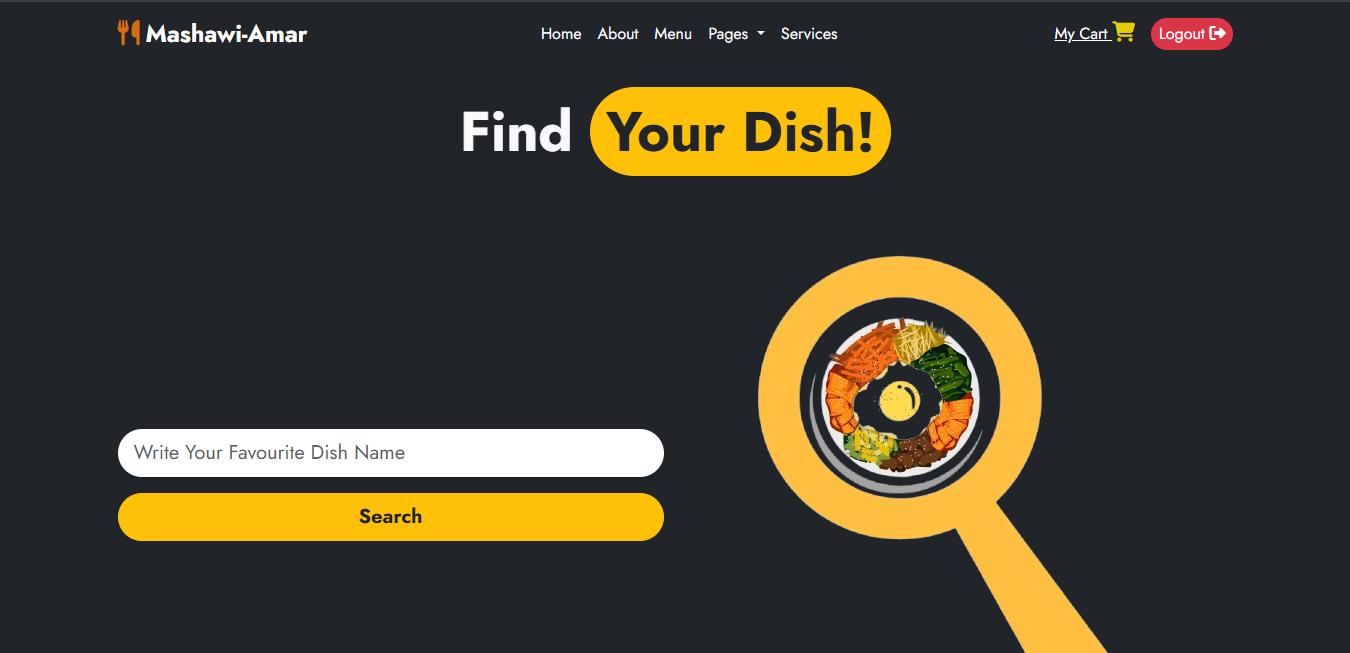 Mashawi-Amar
Home About Menu Pages Services
My Cart
Logout
Find Your Dish!
Write Your Favourite Dish Name
Search